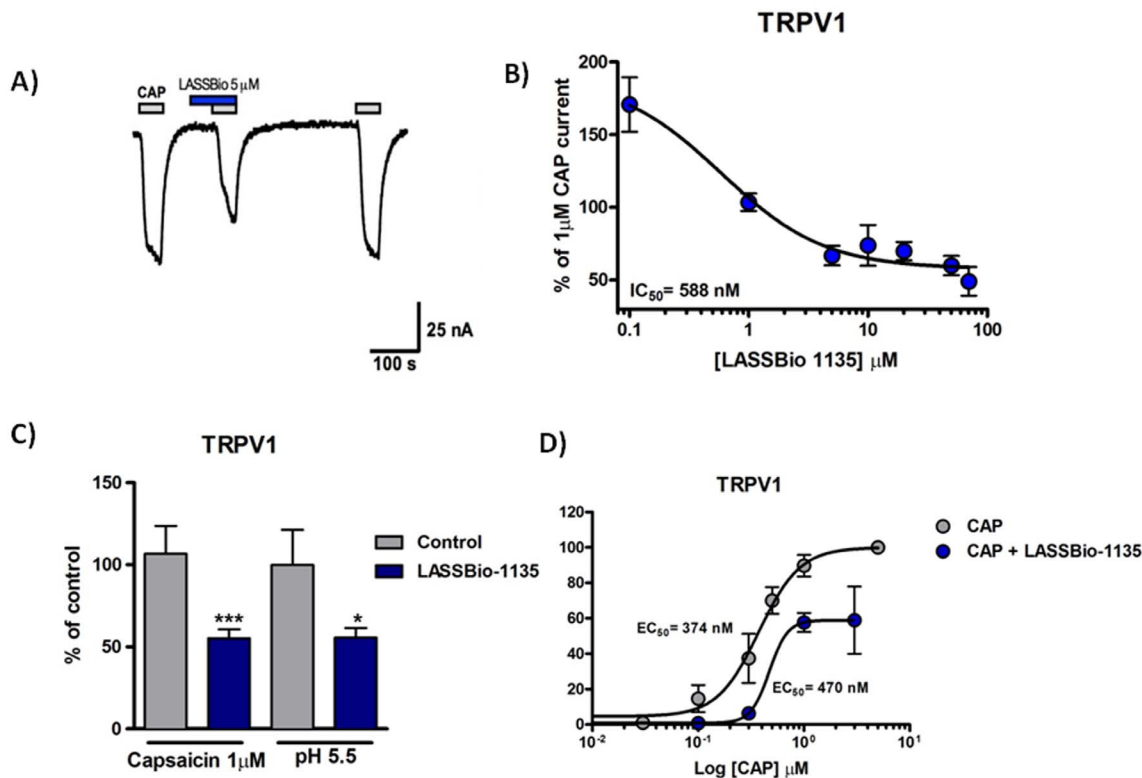 A)
LASSBio 5 μM
CAP
25 nA
100 s
TRPV1
B)
200
150
100
50
% of 1μM CAP current
IC50= 588 nM
0.1
1
10
100
[LASSBio 1135] μM
C)
TRPV1
150
100
50
0
% of control
***
*
Control
LASSBio-1135
Capsaicin 1μM
pH 5.5
D)
TRPV1
120
100
80
60
40
20
0
EC50= 374 nM
EC50= 470 nM
CAP
CAP + LASSBio-1135
10-2
10-1
100
101
Log [CAP] μM